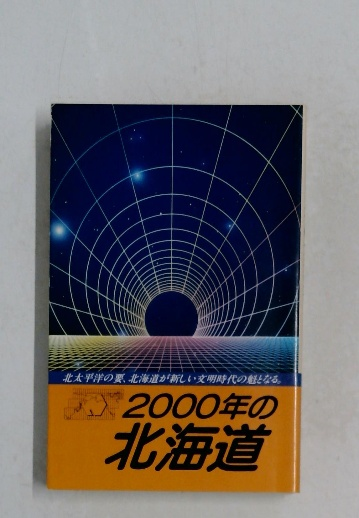 北太平洋の要、北海道が新しい文明時代の魁となる。
2000年の
北海道